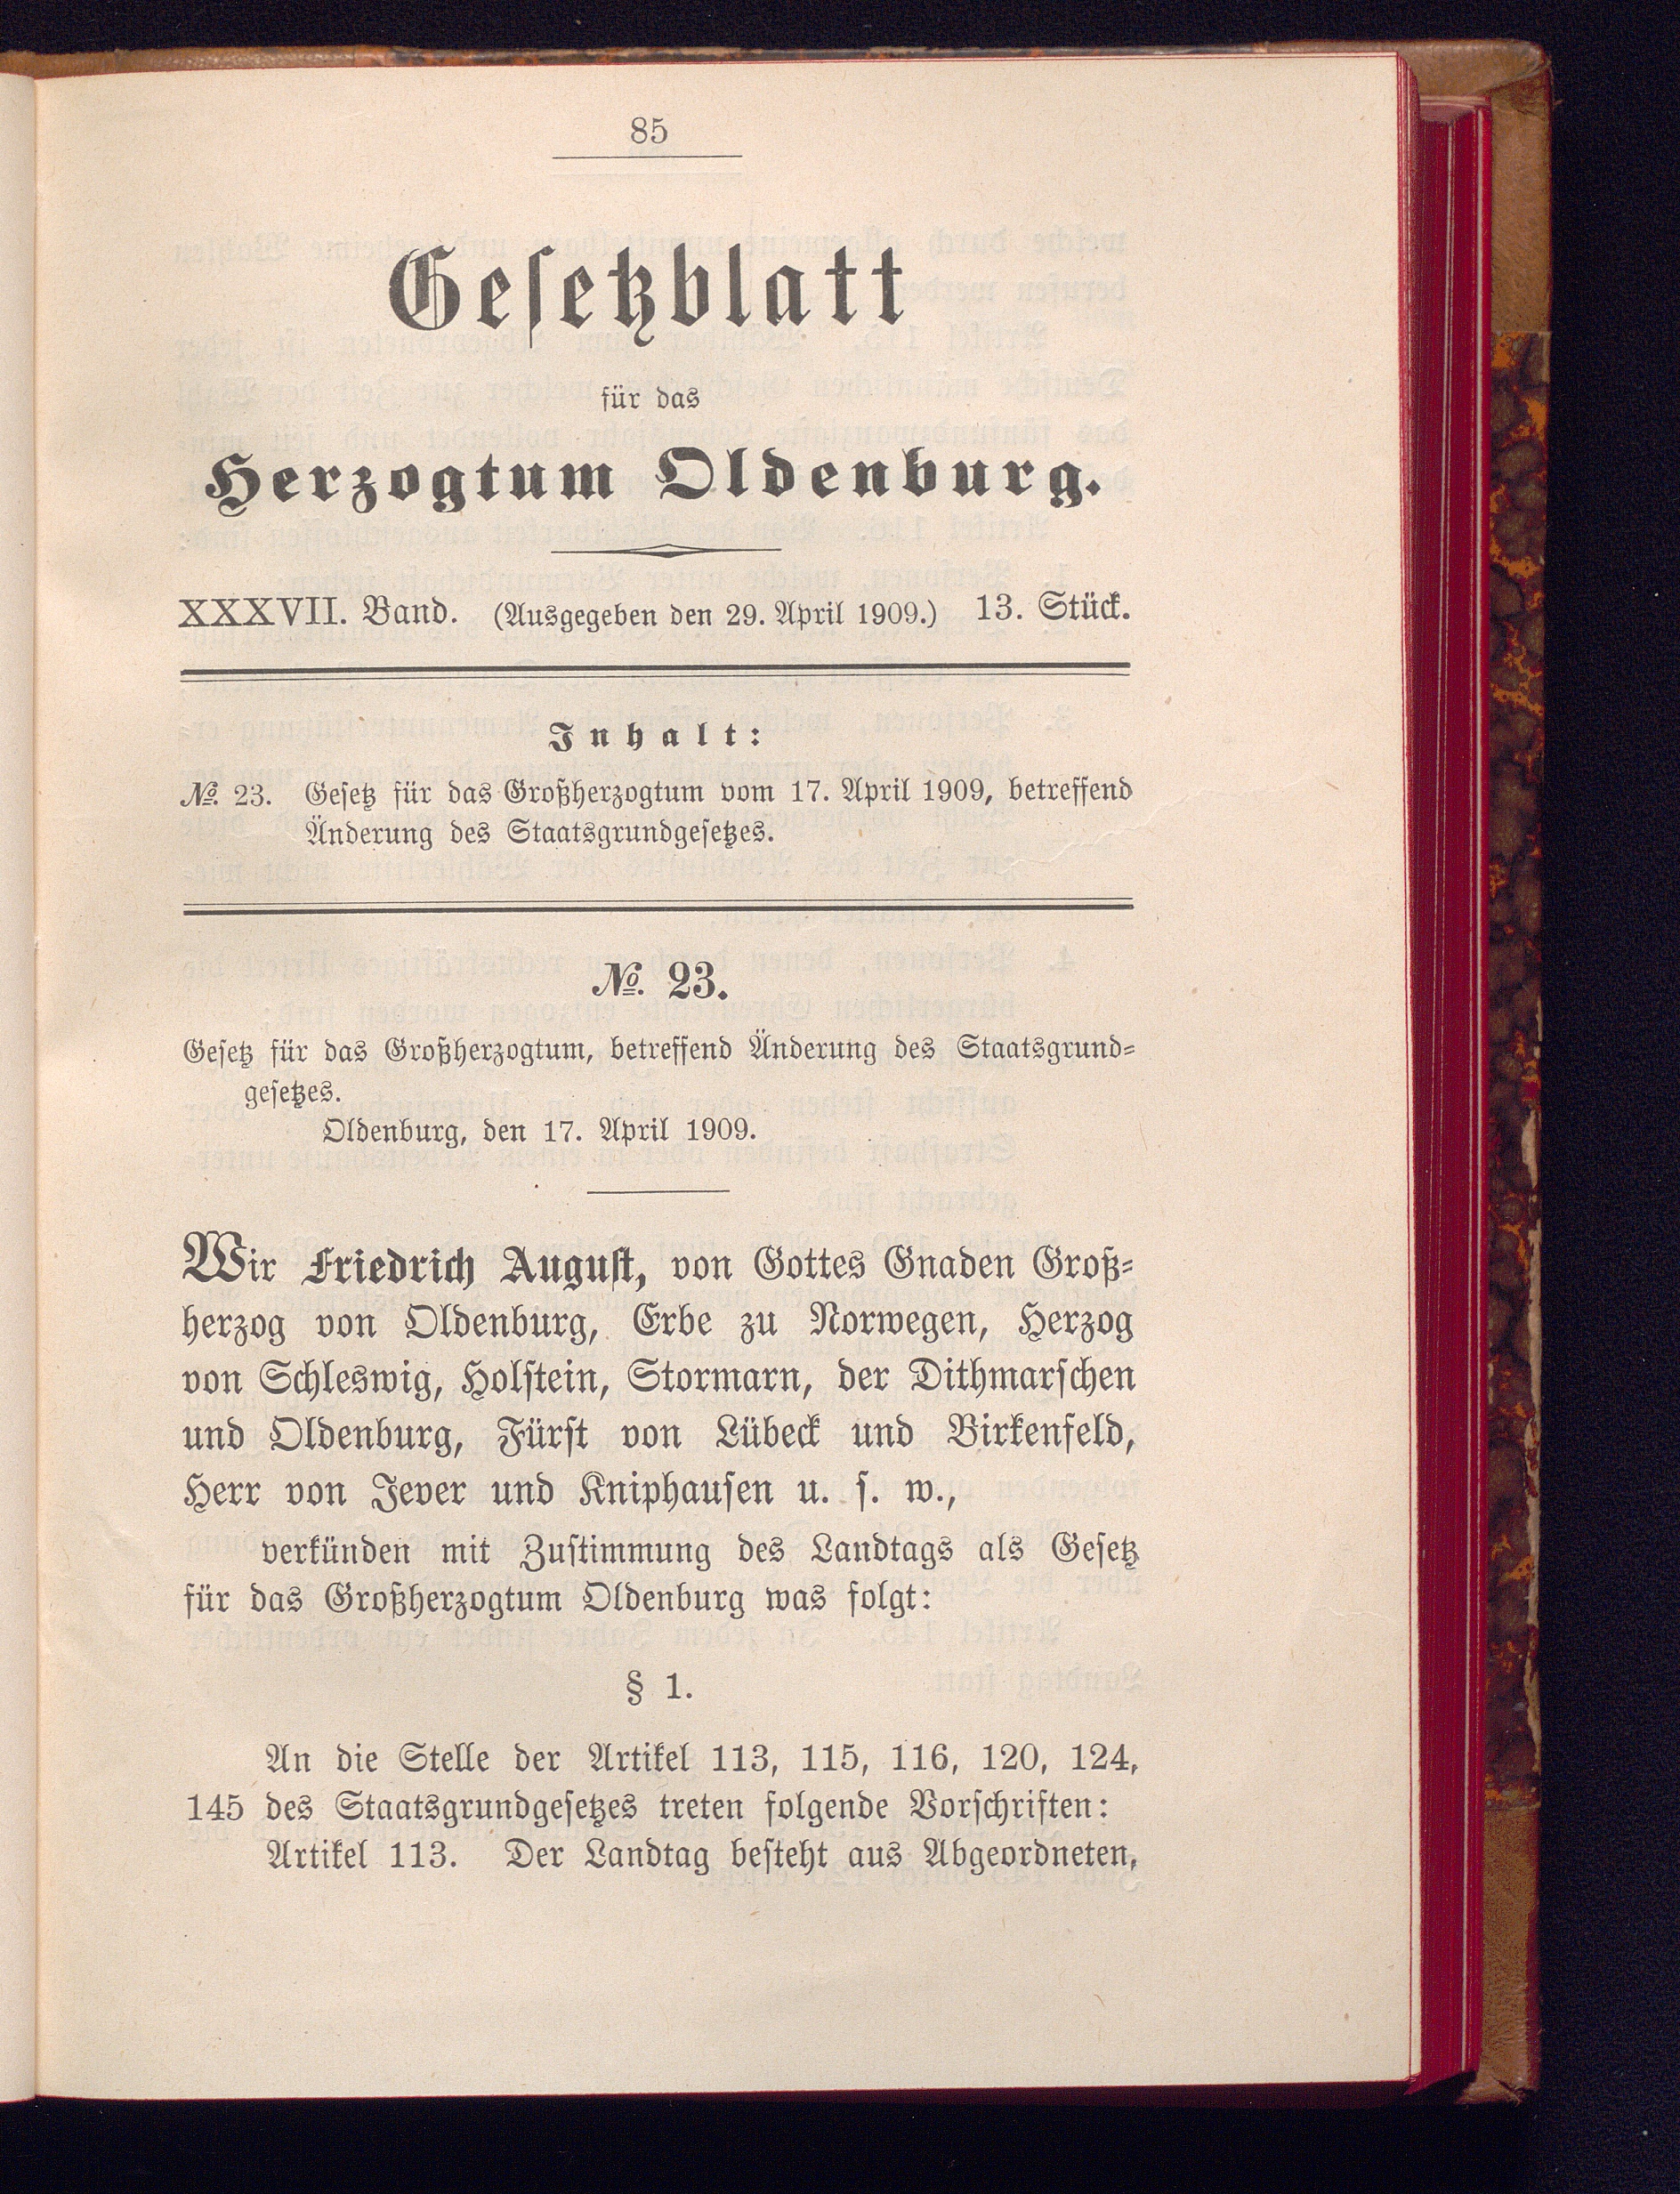 85
Gesetzblatt
für das
Herzogtum Oldenburg.
XXXVII. Band. (Ausgegeben den 29. April 1909.) 13. Stück.
Inhalt:
№. 23. Gesetz für das Großherzogtum vom 17. April 1909, betreffend
Änderung des Staatsgrundgesetzes.
№. 23.
Gesetz für das Großherzogtum, betreffend Änderung des Staatsgrund-
gesetzes.
Oldenburg, den 17. April 1909.
Wir Friedrich August, von Gottes Gnaden Groß-
herzog von Oldenburg, Erbe zu Norwegen, Herzog
von Schleswig, Holstein, Stormarn, der Dithmarschen
und Oldenburg, Fürst von Lübeck und Birkenfeld,
Herr von Jever und Kniphausen u. s. w.,
verkünden mit Zustimmung des Landtags als Gesetz
für das Großherzogtum Oldenburg was folgt:
§ 1.
An die Stelle der Artikel 113, 115, 116, 120, 124,
145 des Staatsgrundgesetzes treten folgende Vorschriften:
Artikel 113. Der Landtag besteht aus Abgeordneten,